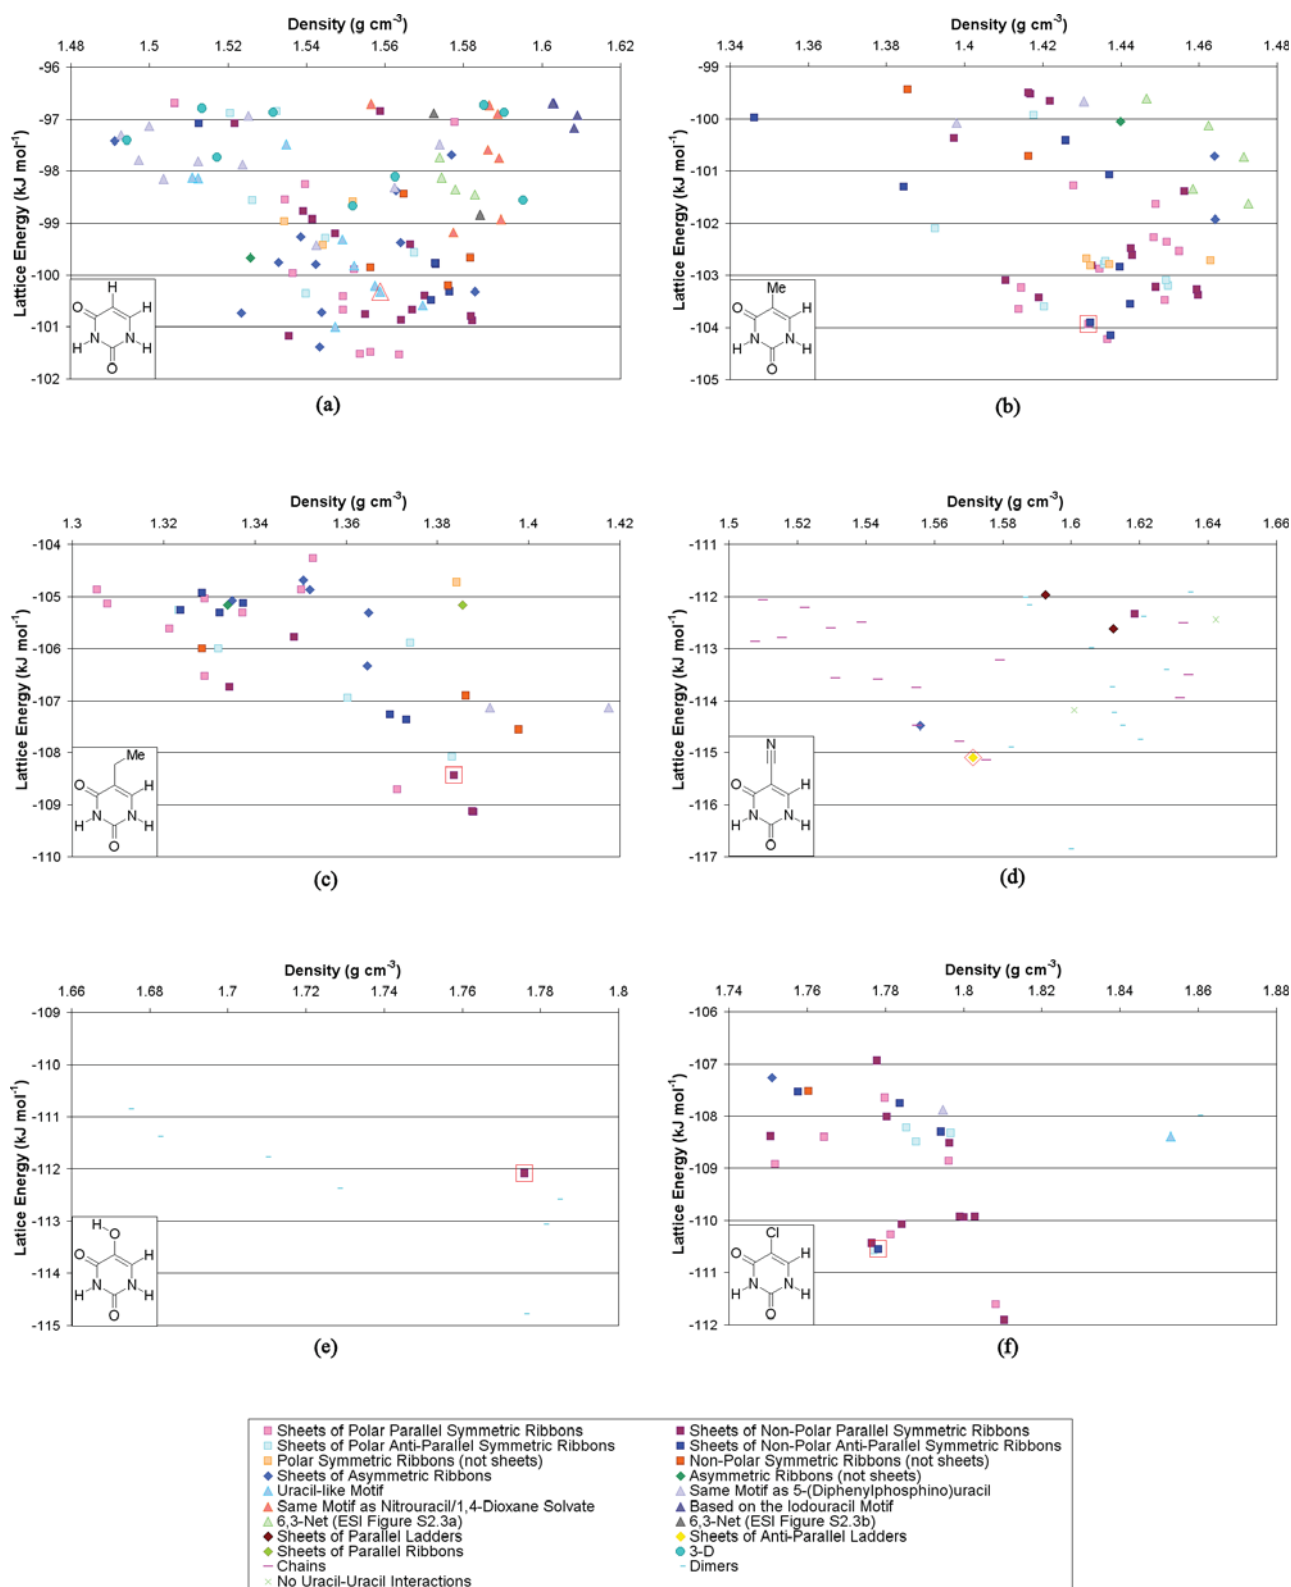 Density (g cm-3)
1.48 1.5 1.52 1.54 1.56 1.58 1.6 1.62
Lattice Energy (kJ mol-1)
-96
-97
-98
-99
-100
-101
-102
H
O
H
N
N
H
H
O
(a)
Density (g cm-3)
1.34 1.36 1.38 1.4 1.42 1.44 1.46 1.48
Lattice Energy (kJ mol-1)
-99
-100
-101
-102
-103
-104
-105
Me
O
H
N
N
H
H
O
(b)
Density (g cm-3)
1.3 1.32 1.34 1.36 1.38 1.4 1.42
Lattice Energy (kJ mol-1)
-104
-105
-106
-107
-108
-109
-110
Me
O
H
N
N
H
H
O
(c)
Density (g cm-3)
1.5 1.52 1.54 1.56 1.58 1.6 1.62 1.64 1.66
Lattice Energy (kJ mol-1)
-111
-112
-113
-114
-115
-116
-117
N
O
H
N
N
H
H
O
(d)
Density (g cm-3)
1.66 1.68 1.7 1.72 1.74 1.76 1.78 1.8
Lattice Energy (kJ mol-1)
-109
-110
-111
-112
-113
-114
-115
H
O
O
H
N
N
H
H
O
(e)
Density (g cm-3)
1.74 1.76 1.78 1.8 1.82 1.84 1.86 1.88
Lattice Energy (kJ mol-1)
-106
-107
-108
-109
-110
-111
-112
Cl
O
H
N
N
H
H
O
(f)
Sheets of Polar Parallel Symmetric Ribbons
Sheets of Non-Polar Parallel Symmetric Ribbons
Sheets of Polar Anti-Parallel Symmetric Ribbons
Sheets of Non-Polar Anti-Parallel Symmetric Ribbons
Polar Symmetric Ribbons (not sheets)
Non-Polar Symmetric Ribbons (not sheets)
Sheets of Asymmetric Ribbons
Asymmetric Ribbons (not sheets)
Uracil-like Motif
Same Motif as 5-(Diphenylphosphino)uracil
Same Motif as Nitrouracil/1,4-Dioxane Solvate
Based on the Iodouracil Motif
6,3-Net (ESI Figure S2.3a)
6,3-Net (ESI Figure S2.3b)
Sheets of Parallel Ladders
Sheets of Anti-Parallel Ladders
Sheets of Parallel Ribbons
3-D
Chains
Dimers
No Uracil-Uracil Interactions